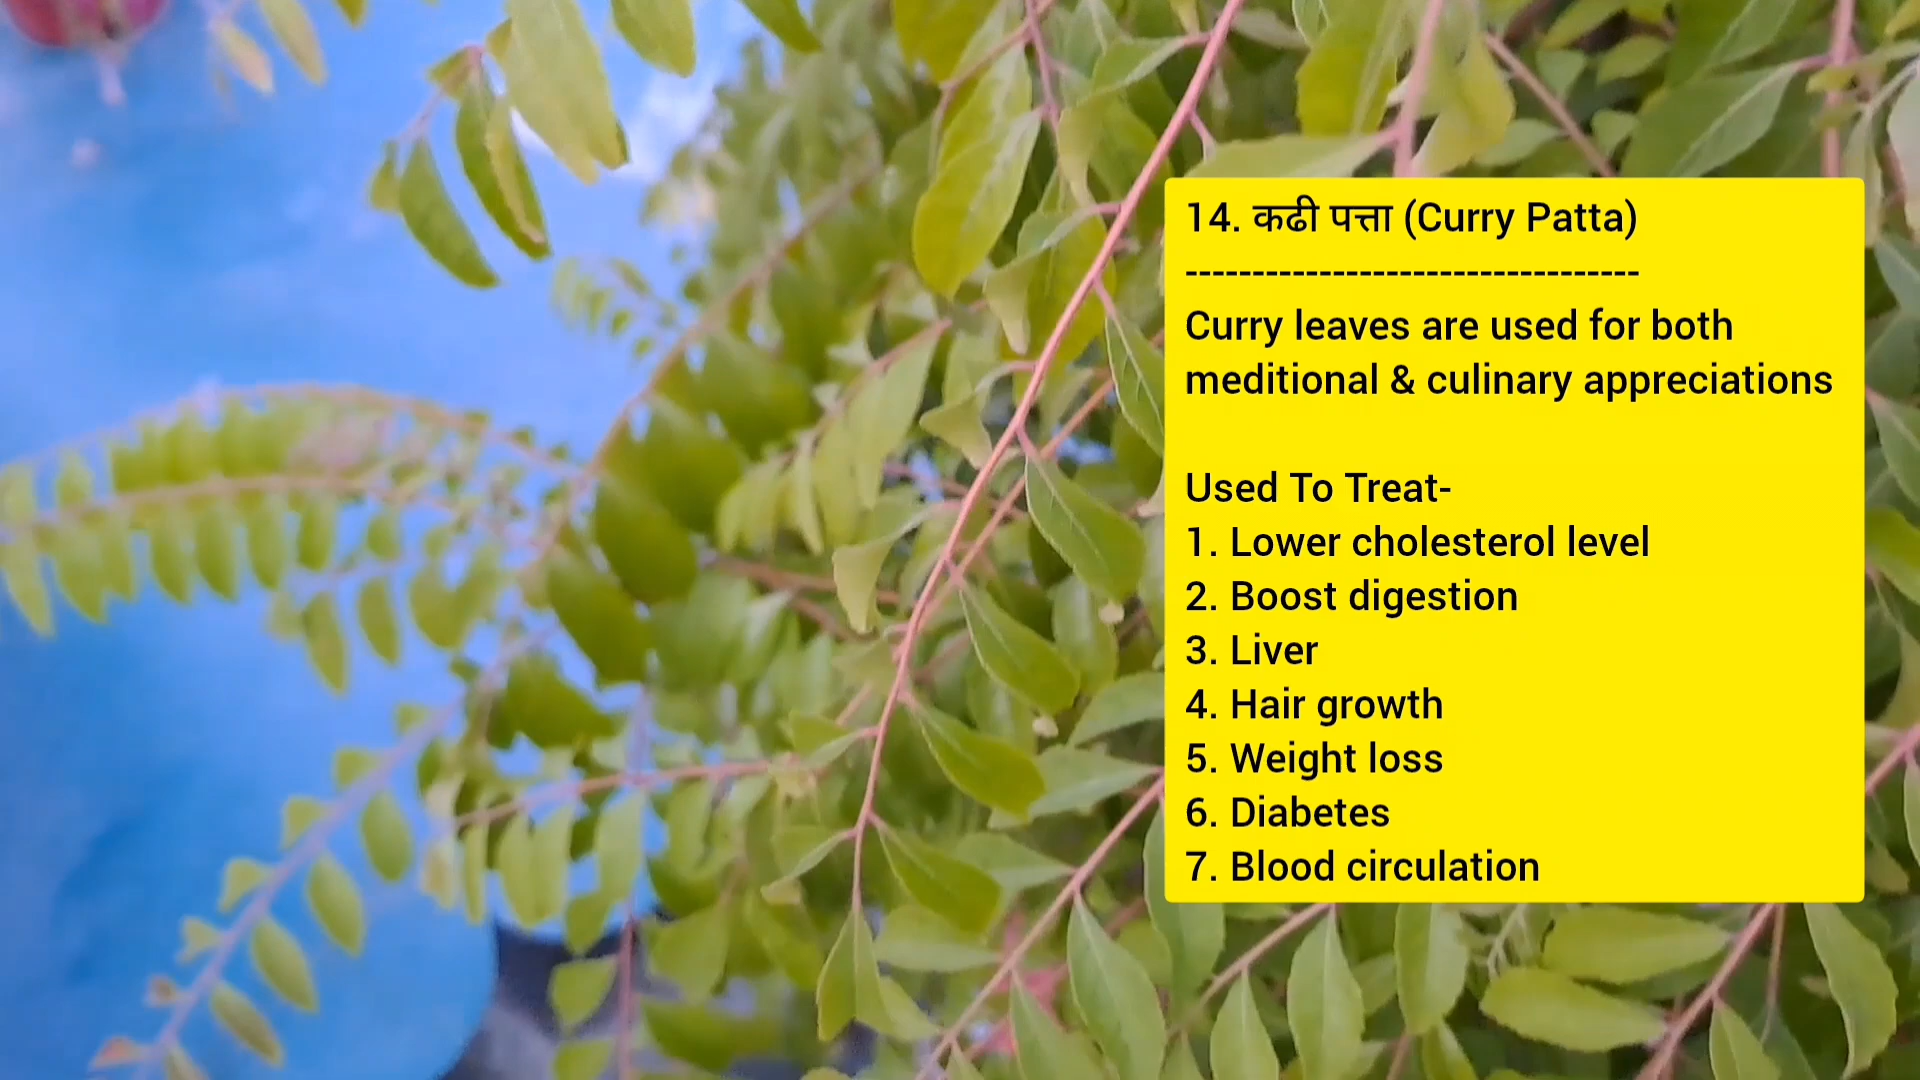 14. कढी पत्ता (Curry Patta)
----------------------------------
Curry leaves are used for both
meditional & culinary appreciations
Used To Treat-
1. Lower cholesterol level
2. Boost digestion
3. Liver
4. Hair growth
5. Weight loss
6. Diabetes
7. Blood circulation